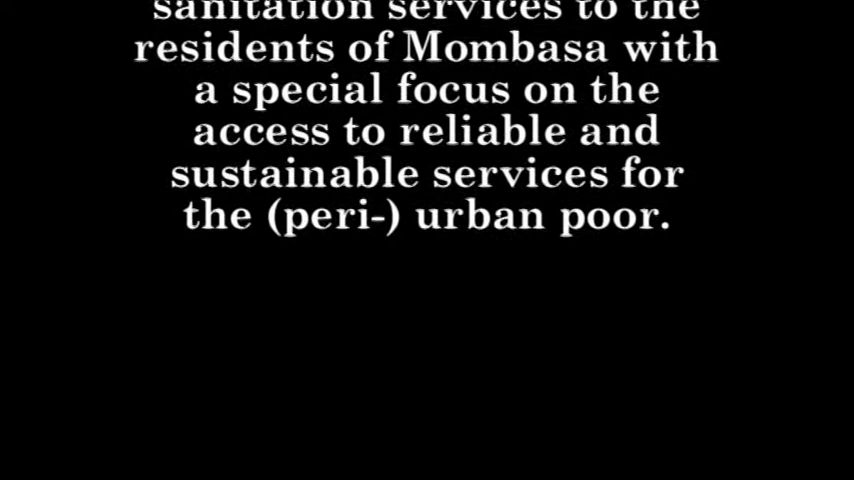 sanitation services to the
residents of Mombasa with
a special focus on the
access to reliable and
sustainable services for
the (peri-) urban poor.